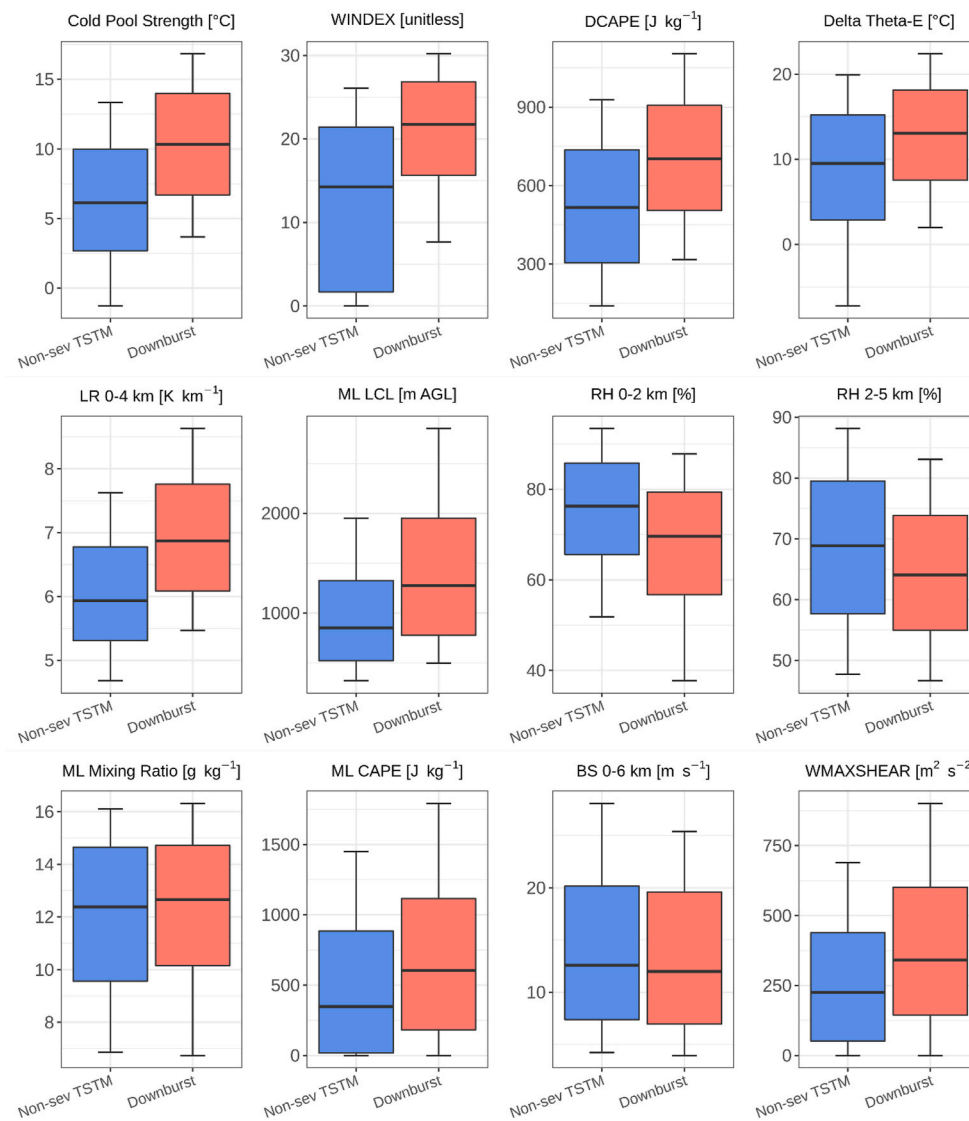 Cold Pool Strength [°C] WINDEX [unitless] DCAPE [J kg⁻¹] Delta Theta-E [°C]
15 10 5 0
30 20 10 0
900 600 300
20 10 0
Non-sev TSTM Downburst Non-sev TSTM Downburst Non-sev TSTM Downburst Non-sev TSTM Downburst
LR 0-4 km [K km⁻¹] ML LCL [m AGL] RH 0-2 km [%] RH 2-5 km [%]
8 7 6 5
2000 1000
80 60 40
90 80 70 60 50
Non-sev TSTM Downburst Non-sev TSTM Downburst Non-sev TSTM Downburst Non-sev TSTM Downburst
ML Mixing Ratio [g kg⁻¹] ML CAPE [J kg⁻¹] BS 0-6 km [m s⁻¹] WMAXSHEAR [m² s⁻²
16 14 12 10 8
1500 1000 500 0
20 10
750 500 250 0
Non-sev TSTM Downburst Non-sev TSTM Downburst Non-sev TSTM Downburst Non-sev TSTM Downburst